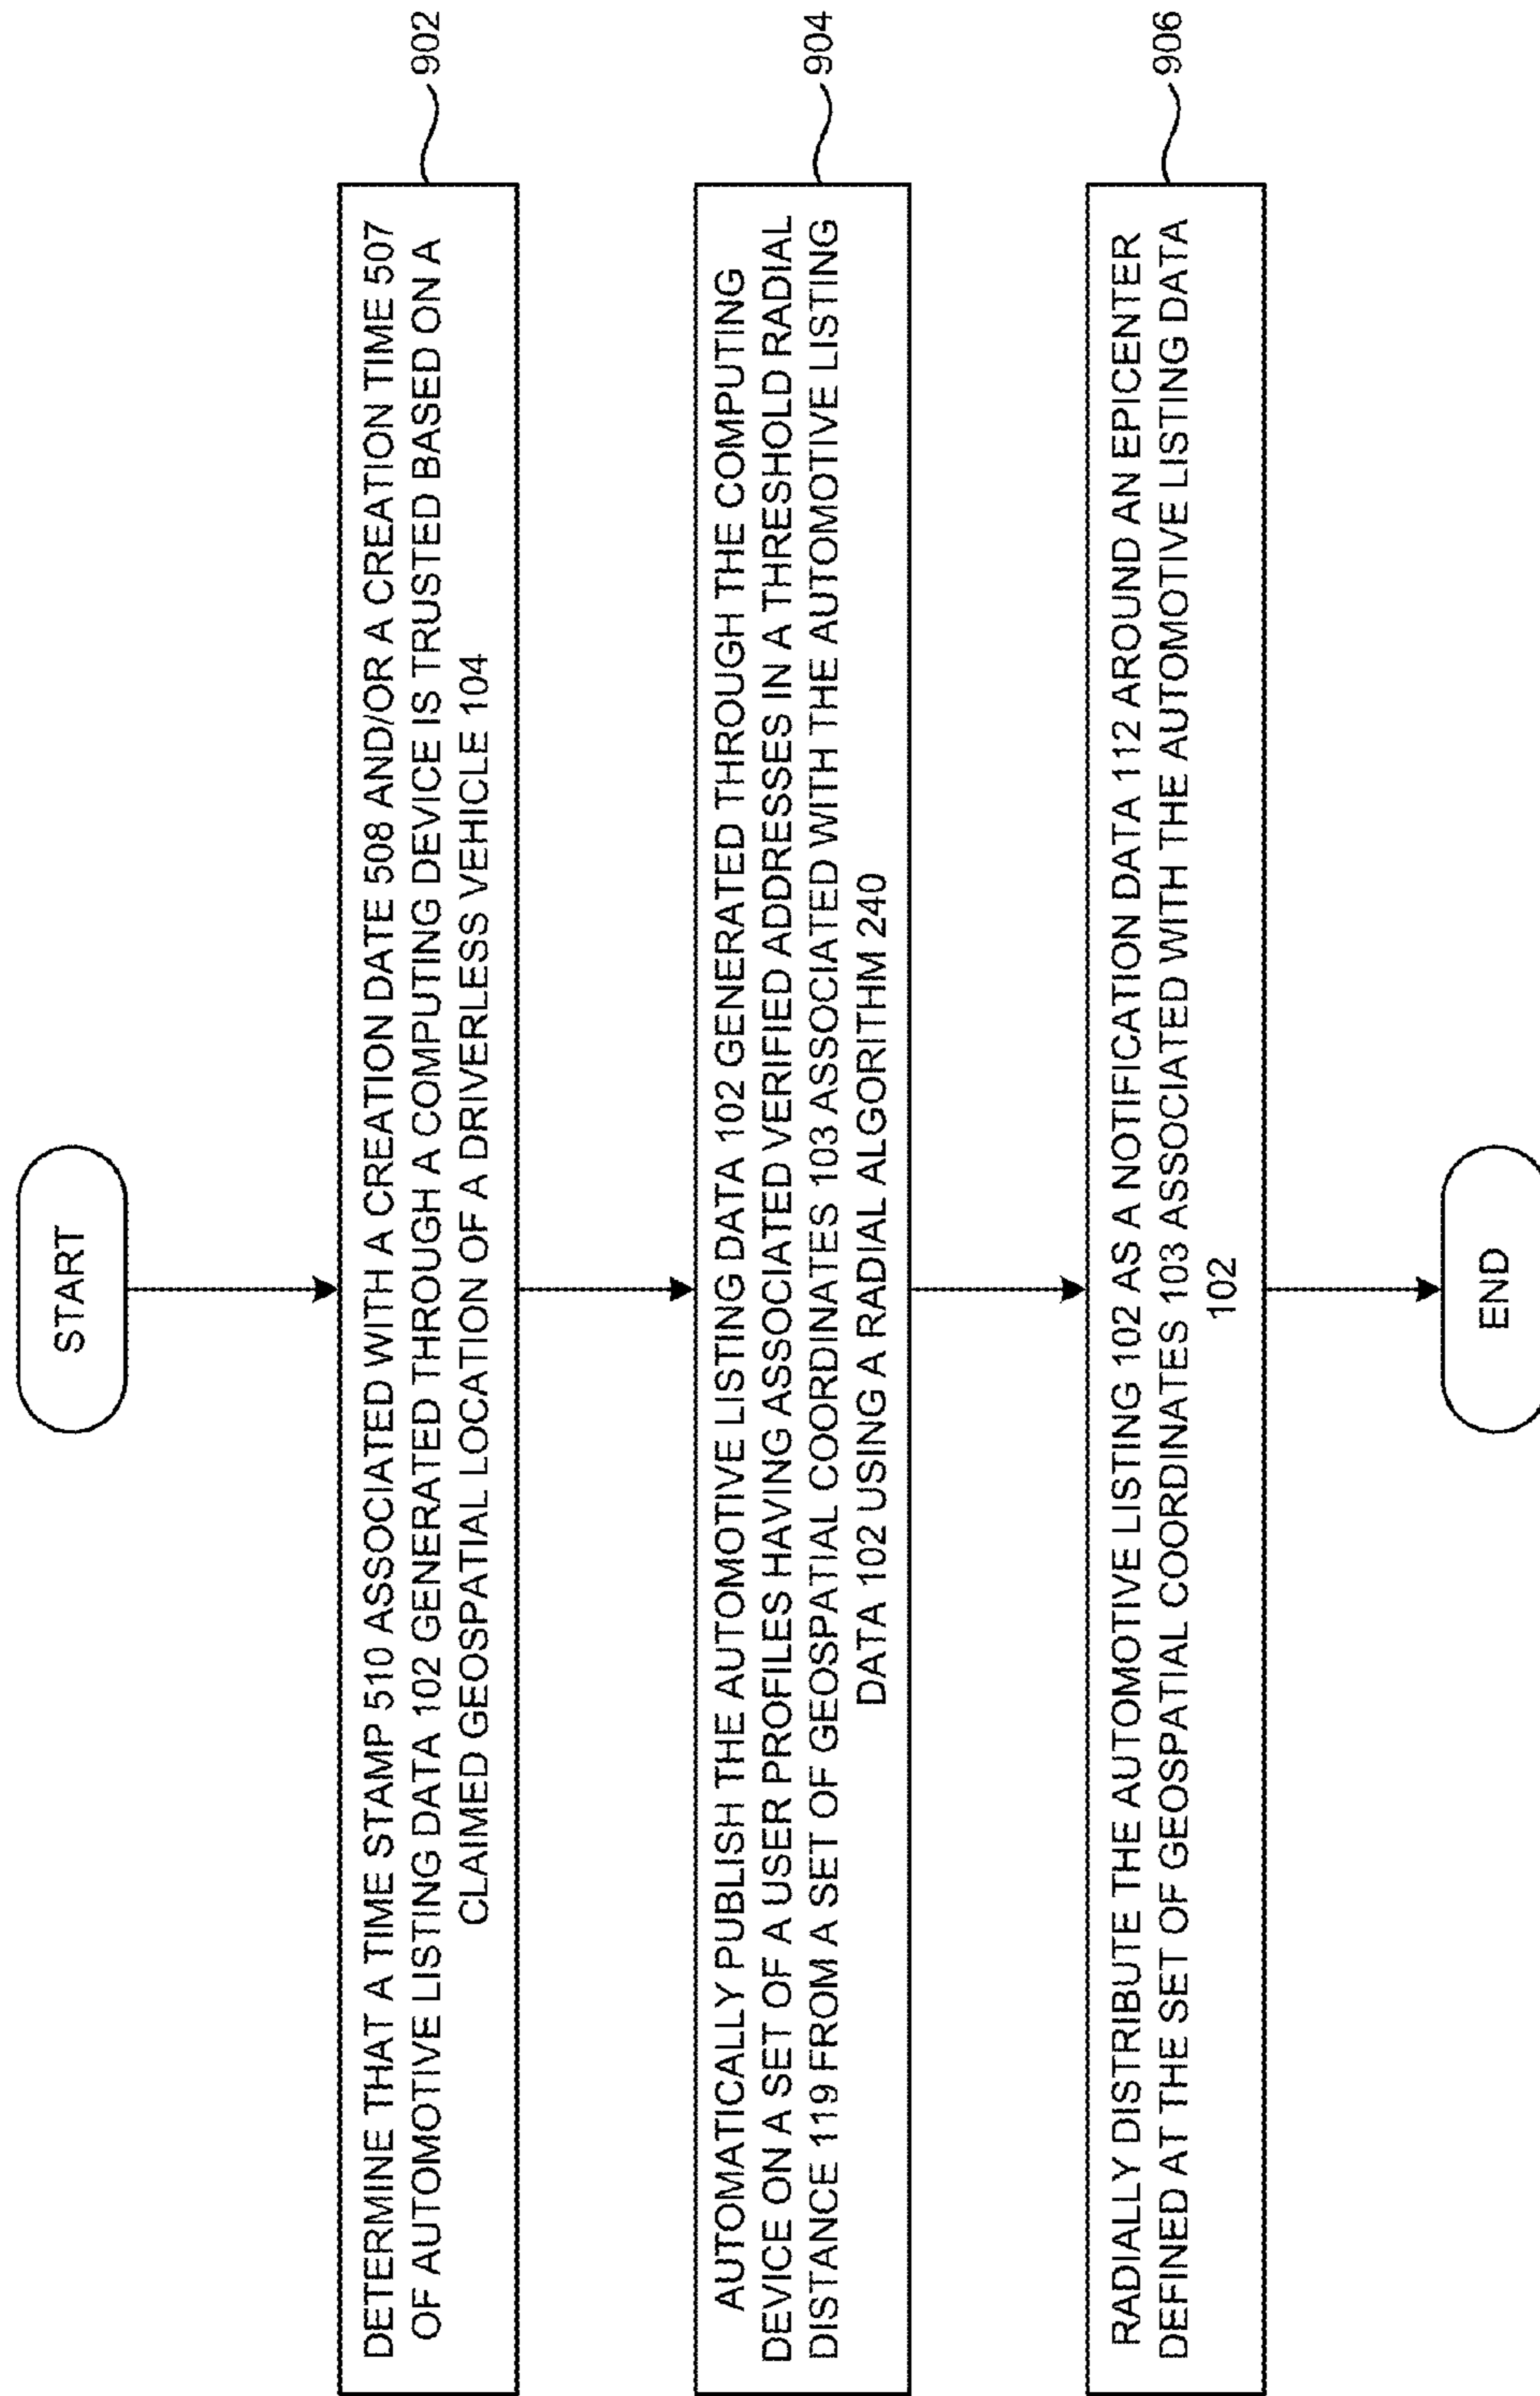 START
DETERMINE THAT A TIME STAMP 510 ASSOCIATED WITH A CREATION DATE 508 AND/OR A CREATION TIME 507
OF AUTOMOTIVE LISTING DATA 102 GENERATED THROUGH A COMPUTING DEVICE IS TRUSTED BASED ON A
CLAIMED GEOSPATIAL LOCATION OF A DRIVERLESS VEHICLE 104
902
AUTOMATICALLY PUBLISH THE AUTOMOTIVE LISTING DATA 102 GENERATED THROUGH THE COMPUTING
DEVICE ON A SET OF A USER PROFILES HAVING ASSOCIATED VERIFIED ADDRESSES IN A THRESHOLD RADIAL
DISTANCE 119 FROM A SET OF GEOSPATIAL COORDINATES 103 ASSOCIATED WITH THE AUTOMOTIVE LISTING
DATA 102 USING A RADIAL ALGORITHM 240
904
RADIALLY DISTRIBUTE THE AUTOMOTIVE LISTING 102 AS A NOTIFICATION DATA 112 AROUND AN EPICENTER
DEFINED AT THE SET OF GEOSPATIAL COORDINATES 103 ASSOCIATED WITH THE AUTOMOTIVE LISTING DATA
102
906
END